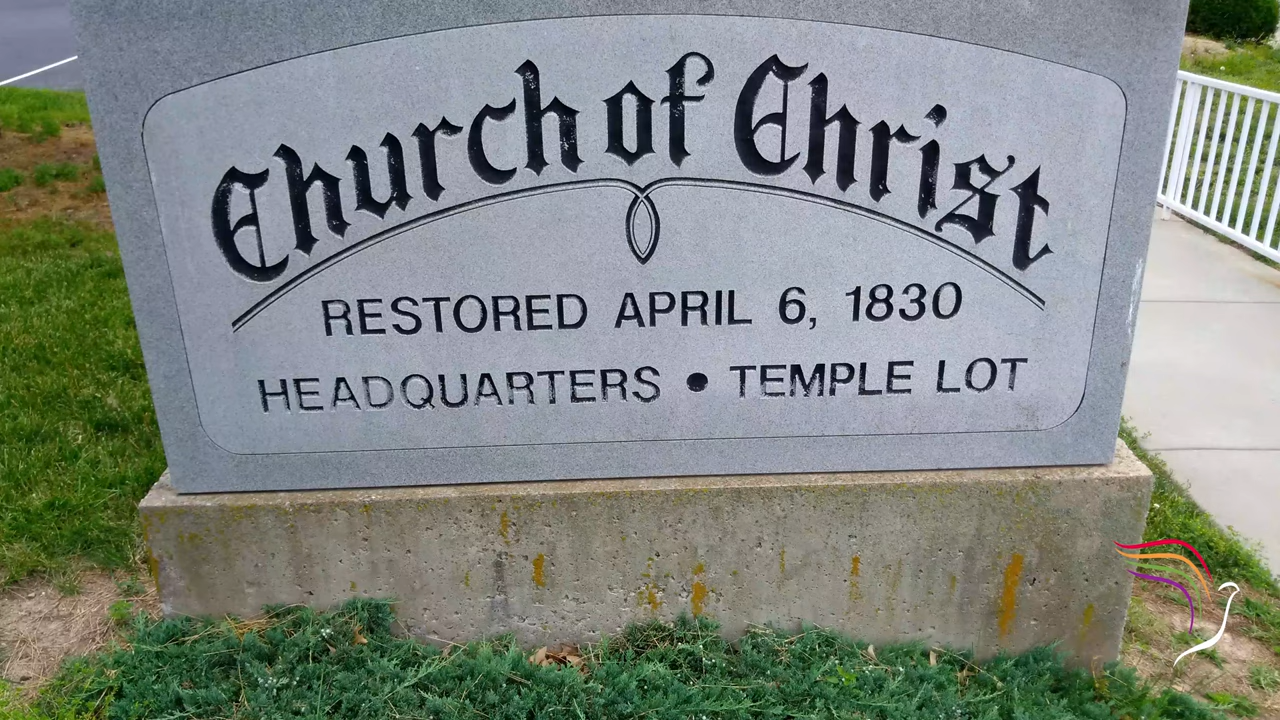 Church of Christ
RESTORED APRIL 6, 1830
HEADQUARTERS • TEMPLE LOT